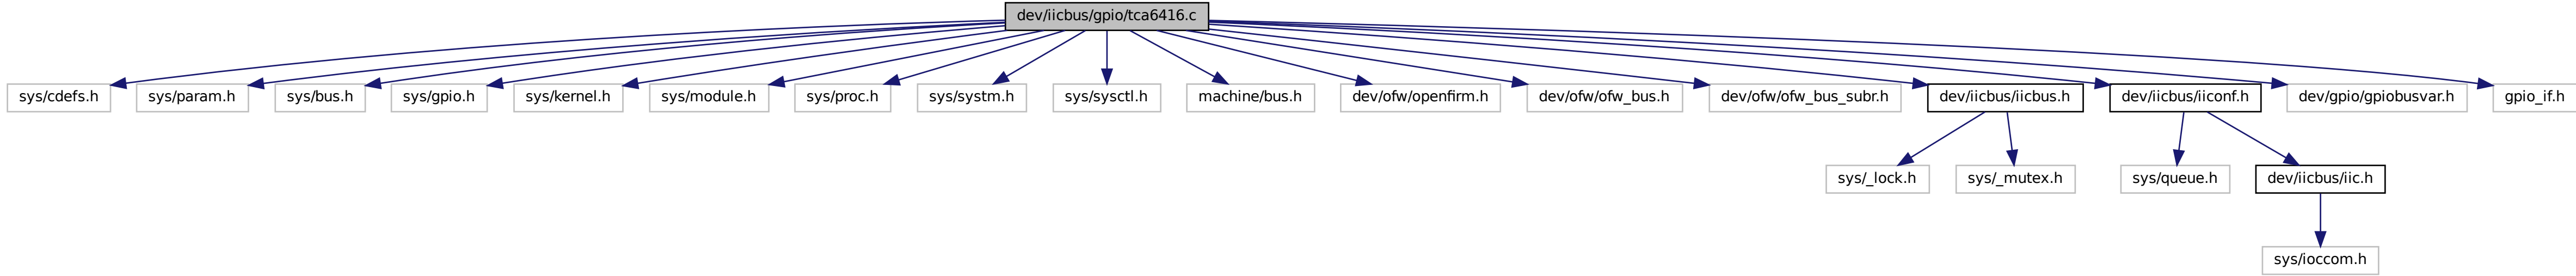 dev/iicbus/gpio/tca6416.c
sys/cdefs.h
sys/param.h
sys/bus.h
sys/gpio.h
sys/kernel.h
sys/module.h
sys/proc.h
sys/systm.h
sys/sysctl.h
machine/bus.h
dev/ofw/openfirm.h
dev/ofw/ofw_bus.h
dev/ofw/ofw_bus_subr.h
dev/iicbus/iicbus.h
dev/iicbus/iiconf.h
dev/gpio/gpiobusvar.h
gpio_if.h
sys/_lock.h
sys/_mutex.h
sys/queue.h
dev/iicbus/iic.h
sys/ioccom.h